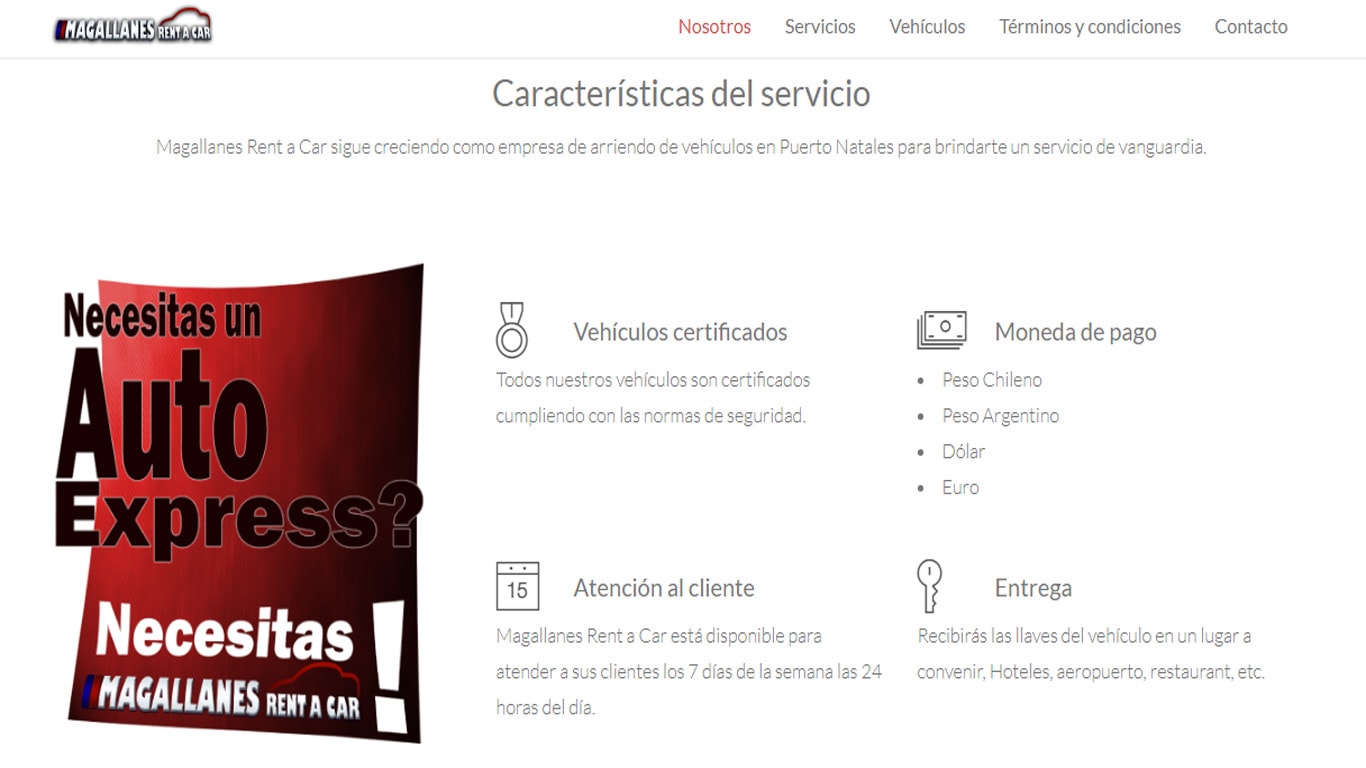 MAGALLANES RENT A CAR
Nosotros
Servicios
Vehículos
Términos y condiciones
Contacto
Características del servicio
Magallanes Rent a Car sigue creciendo como empresa de arriendo de vehículos en Puerto Natales para brindarte un servicio de vanguardia.
Necesitas un
Auto
Express?
Necesitas !
MAGALLANES RENT A CAR
Vehículos certificados
Todos nuestros vehículos son certificados
cumpliendo con las normas de seguridad.
Moneda de pago
• Peso Chileno
• Peso Argentino
• Dólar
• Euro
15
Atención al cliente
Magallanes Rent a Car está disponible para
atender a sus clientes los 7 días de la semana las 24
horas del día.
Entrega
Recibirás las llaves del vehículo en un lugar a
convenir, Hoteles, aeropuerto, restaurant, etc.